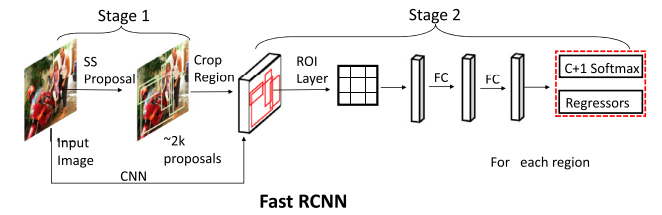 Stage 1
Stage 2
SS
Proposal
Crop
Region
ROI
Layer
FC
FC
C+1 Softmax
Regressors
Input
Image
~2k
proposals
CNN
For each region
Fast RCNN